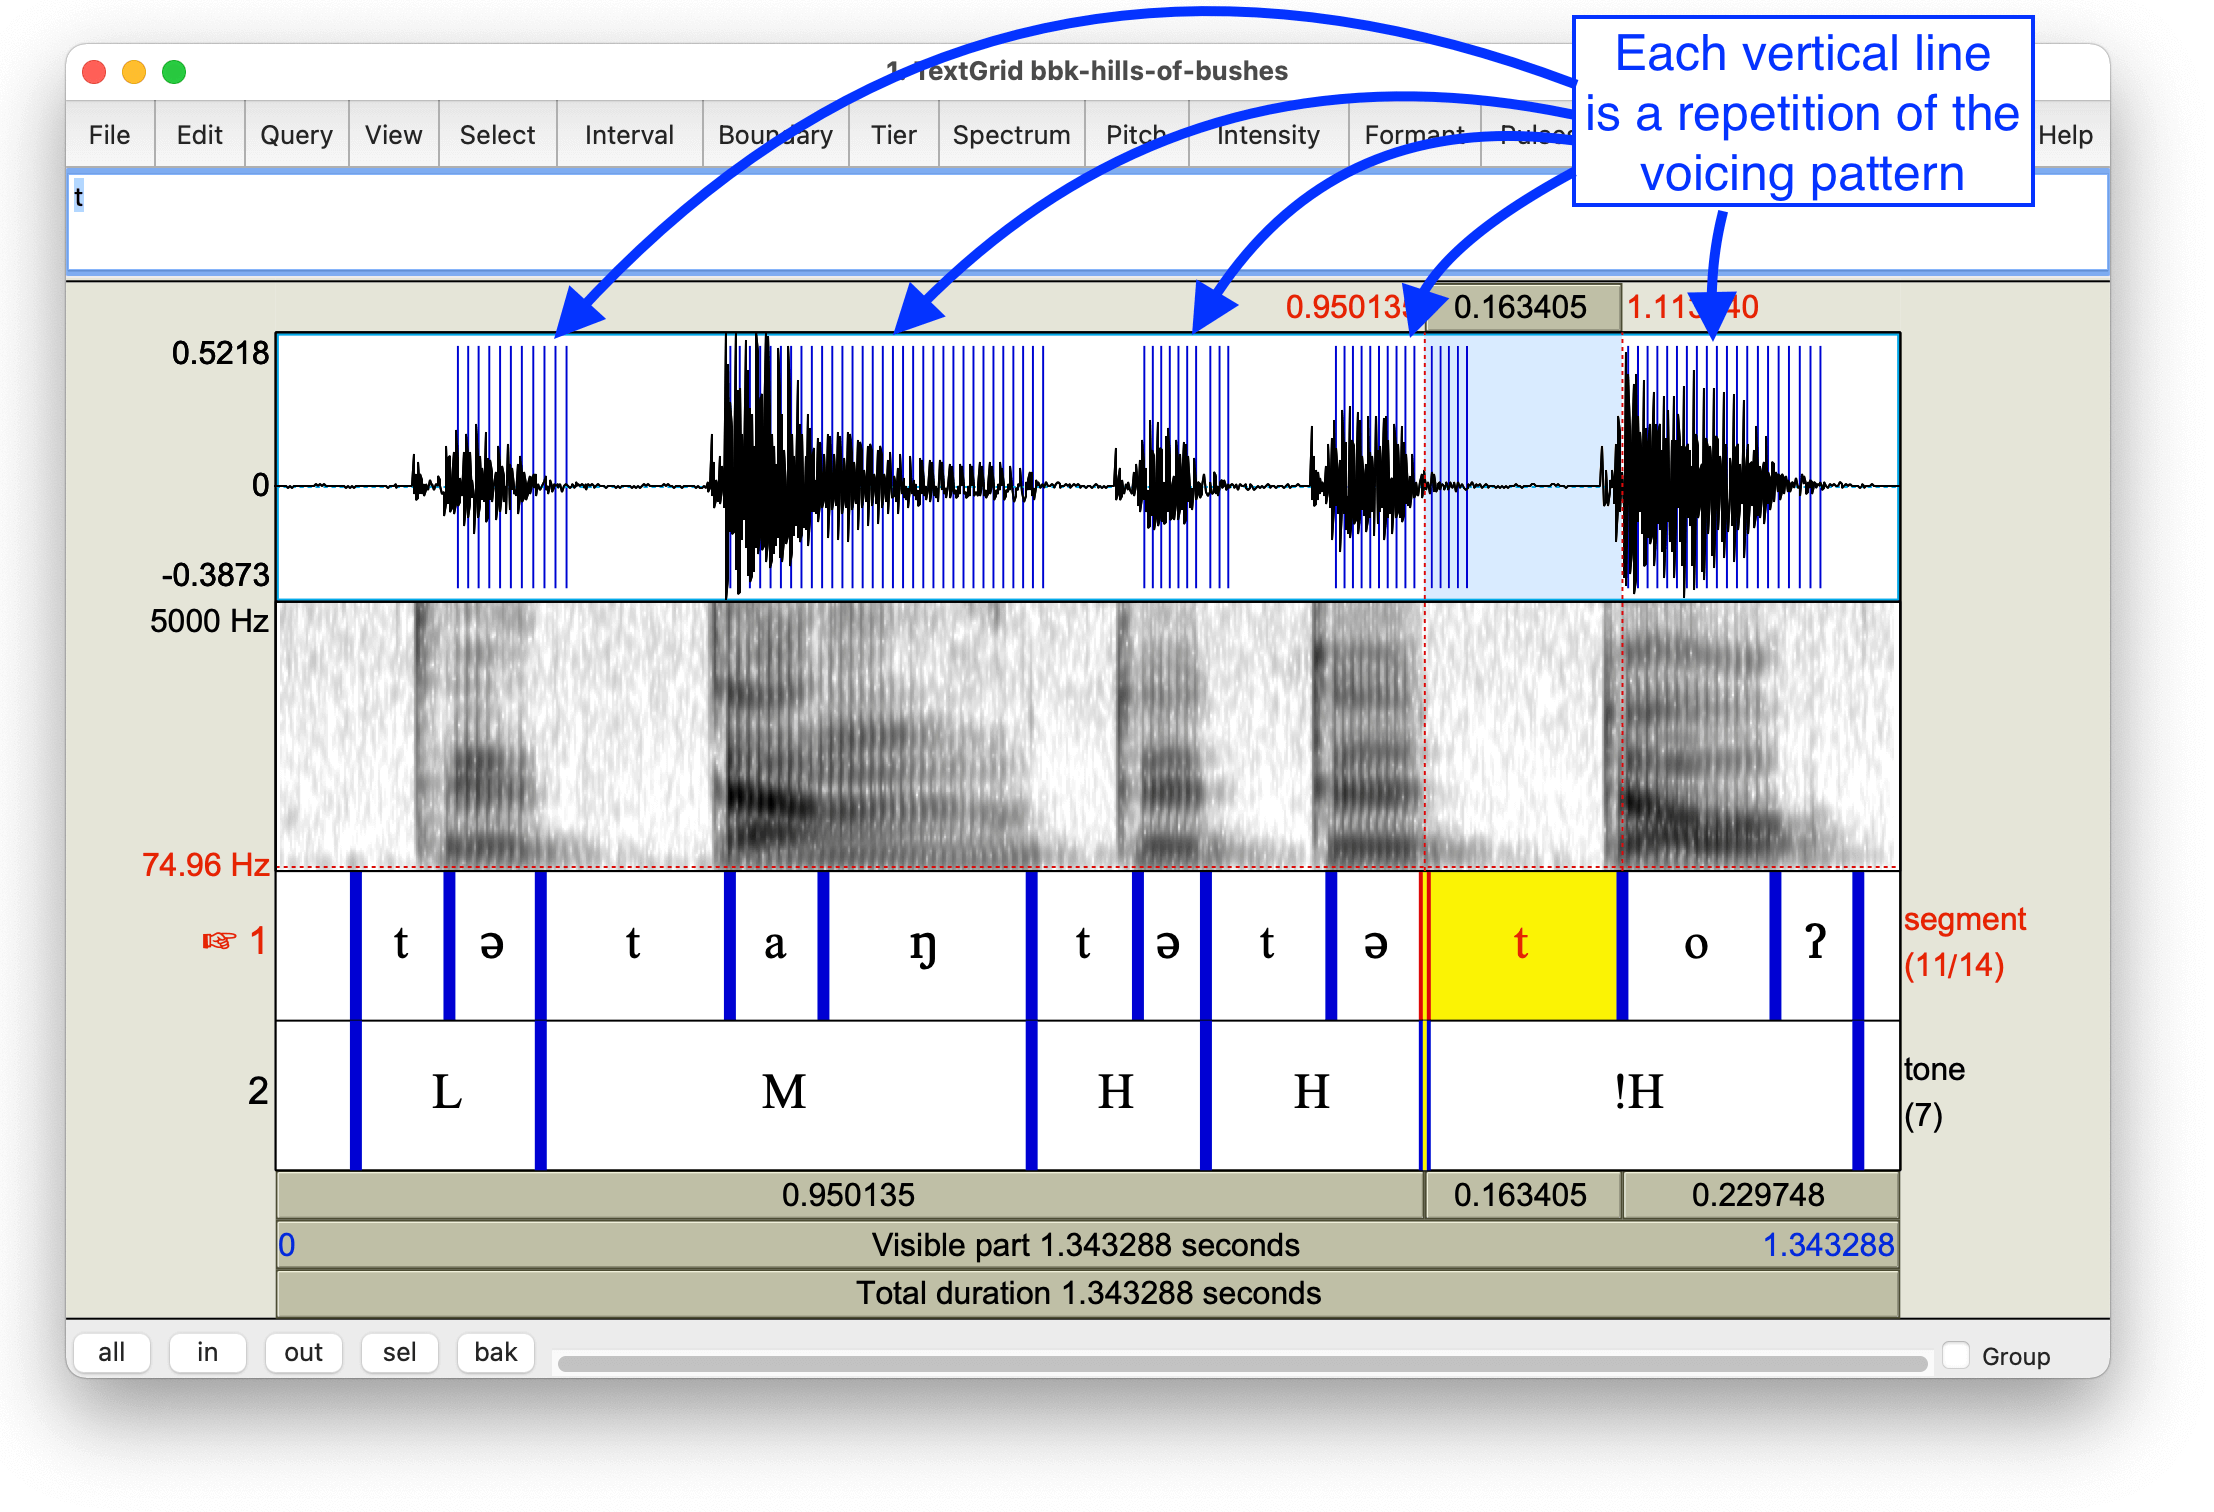 Each vertical line
is a repetition of the
voicing pattern
1. TextGrid bbk-hills-of-bushes
File Edit Query View Select Interval Boundary Tier Spectrum Pitch Intensity Formant Pulses Help
t
0.950135 0.163405 1.113540
0.5218
0
-0.3873
5000 Hz
74.96 Hz
☞ 1 t ə t a ŋ t ə t ə t o ʔ segment
(11/14)
2 L M H H !H tone
(7)
0.950135 0.163405 0.229748
0 Visible part 1.343288 seconds 1.343288
Total duration 1.343288 seconds
all in out sel bak Group